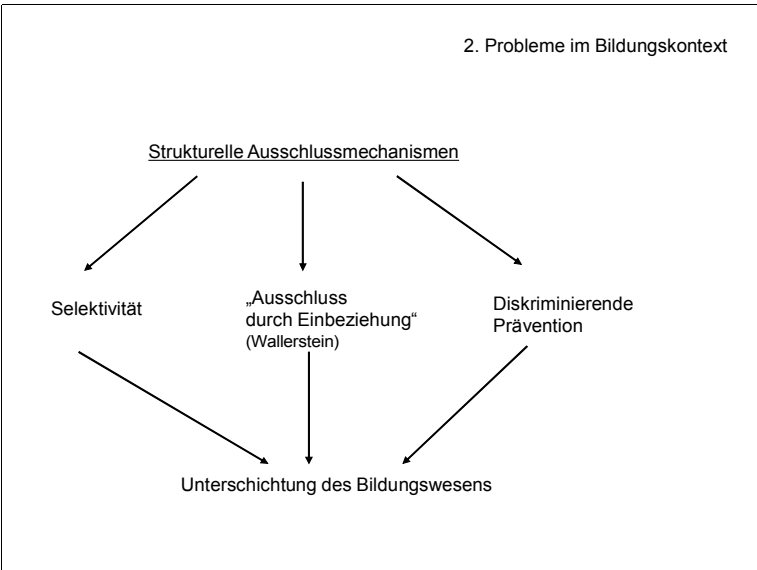 2. Probleme im Bildungskontext
Strukturelle Ausschlussmechanismen
Selektivität
„Ausschluss
durch Einbeziehung“
(Wallerstein)
Diskriminierende
Prävention
Unterschichtung des Bildungswesens